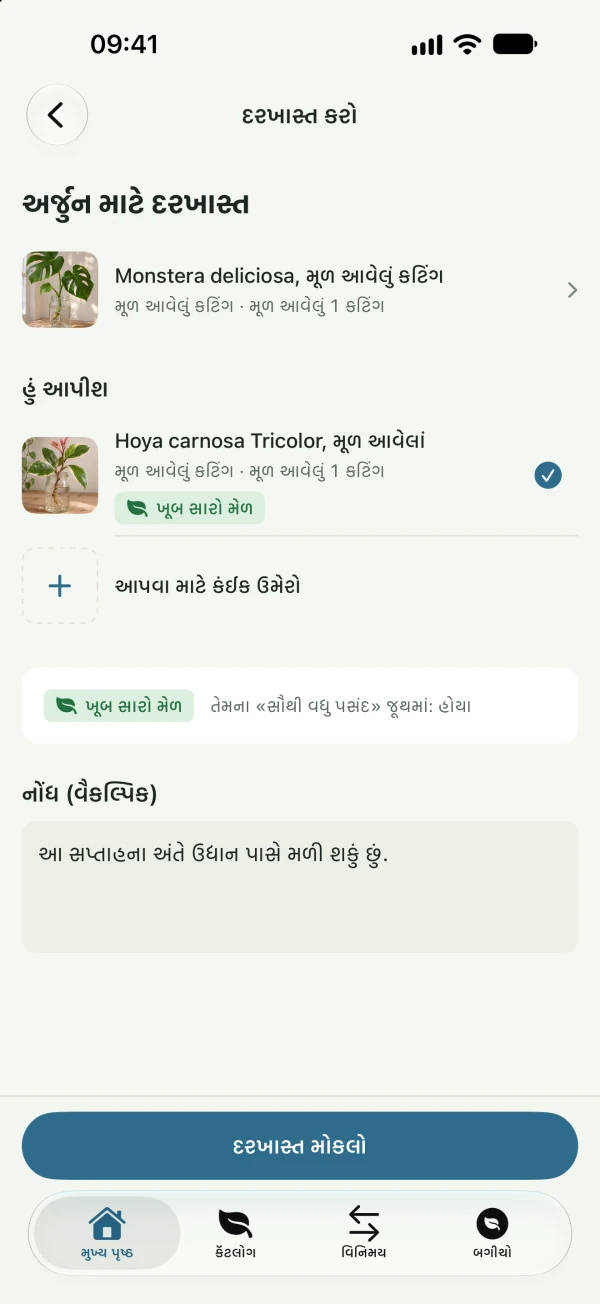 09:41
દરખાસ્ત કરો
અર્જુન માટે દરખાસ્ત
Monstera deliciosa, મૂળ આવેલું કટિંગ
મૂળ આવેલું કટિંગ · મૂળ આવેલું 1 કટિંગ
હું આપીશ
Hoya carnosa Tricolor, મૂળ આવેલાં
મૂળ આવેલું કટિંગ · મૂળ આવેલું 1 કટિંગ
ખૂબ સારો મેળ
આપવા માટે કંઈક ઉમેરો
ખૂબ સારો મેળ તેમના «સૌથી વધુ પસંદ» જૂથમાં: હોયા
નોંધ (વૈકલ્પિક)
આ સપ્તાહના અંતે ઉદ્યાન પાસે મળી શકું છું.
દરખાસ્ત મોકલો
મુખ્ય પૃષ્ઠ કૅટલોગ વિનિમય બગીચો